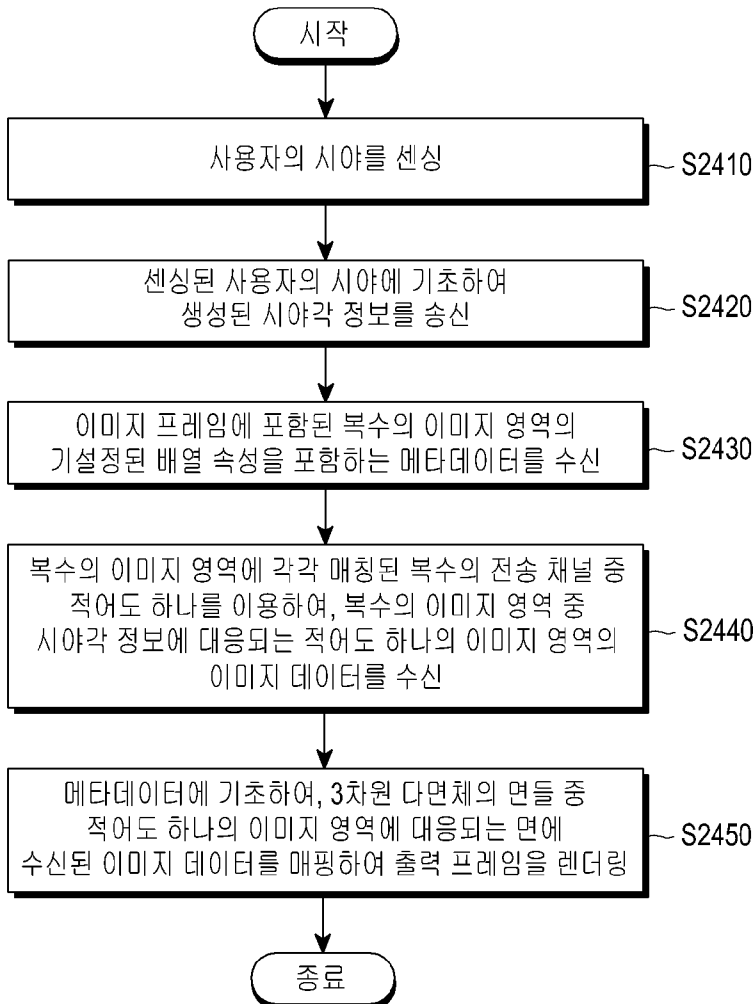 시작
사용자의 시야를 센싱
S2410
센싱된 사용자의 시야에 기초하여
생성된 시야각 정보를 송신
S2420
이미지 프레임에 포함된 복수의 이미지 영역의
기설정된 배열 속성을 포함하는 메타데이터를 수신
S2430
복수의 이미지 영역에 각각 매칭된 복수의 전송 채널 중
적어도 하나를 이용하여, 복수의 이미지 영역 중
시야각 정보에 대응되는 적어도 하나의 이미지 영역의
이미지 데이터를 수신
S2440
메타데이터에 기초하여, 3차원 다면체의 면들 중
적어도 하나의 이미지 영역에 대응되는 면에
수신된 이미지 데이터를 매핑하여 출력 프레임을 렌더링
S2450
종료